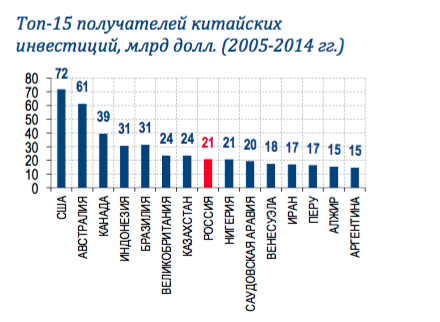 Топ-15 получателей китайских
инвестиций, млрд долл. (2005-2014 гг.)
80
70
60
50
40
30
20
10
0
72
61
39
31
31
24
24
21
21
20
18
17
17
15
15
США
АВСТРАЛИЯ
КАНАДА
ИНДОНЕЗИЯ
БРАЗИЛИЯ
ВЕЛИКОБРИТАНИЯ
КАЗАХСТАН
РОССИЯ
НИГЕРИЯ
САУДОВСКАЯ АРАВИЯ
ВЕНЕСУЭЛА
ИРАН
ПЕРУ
АЛЖИР
АРГЕНТИНА